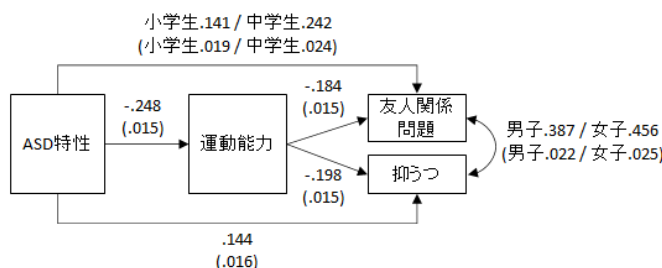 小学生.141 / 中学生.242
(小学生.019 / 中学生.024)
-.248
(.015)
-.184
(.015)
ASD特性
運動能力
友人関係
問題
男子.387 / 女子.456
(男子.022 / 女子.025)
-.198
(.015)
抑うつ
.144
(.016)